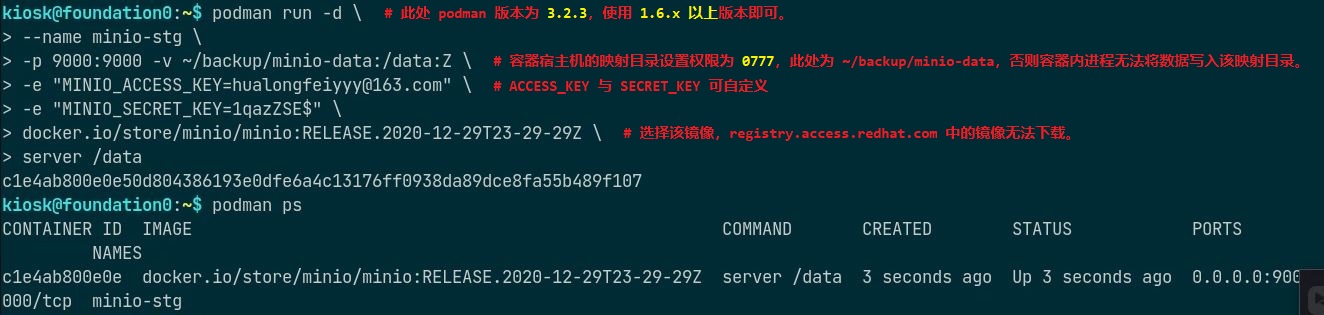 kiosk@foundation0:~$ podman run -d \ # 此处 podman 版本为 3.2.3，使用 1.6.x 以上版本即可。
> --name minio-stg \
> -p 9000:9000 -v ~/backup/minio-data:/data:Z \ # 容器宿主机的映射目录设置权限为 0777，此处为 ~/backup/minio-data，否则容器内进程无法将数据写入该映射目录。
> -e "MINIO_ACCESS_KEY=hualongfeiyyy@163.com" \ # ACCESS_KEY 与 SECRET_KEY 可自定义
> -e "MINIO_SECRET_KEY=1qazZSE$" \
> docker.io/store/minio/minio:RELEASE.2020-12-29T23-29-29Z \ # 选择该镜像，registry.access.redhat.com 中的镜像无法下载。
> server /data
c1e4ab800e0e50d804386193e0dfe6a4c13176ff0938da89dce8fa55b489f107
kiosk@foundation0:~$ podman ps
CONTAINER ID IMAGE COMMAND CREATED STATUS PORTS
NAMES
c1e4ab800e0e docker.io/store/minio/minio:RELEASE.2020-12-29T23-29-29Z server /data 3 seconds ago Up 3 seconds ago 0.0.0.0:900
000/tcp minio-stg